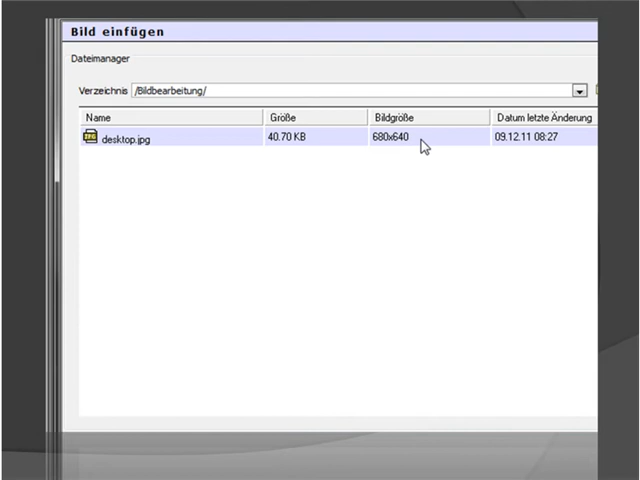 Bild einfügen
Dateimanager
Verzeichnis /Bildbearbeitung/
Name Größe Bildgröße Datum letzte Änderung
desktop.jpg 40.70 KB 680x640 09.12.11 08:27